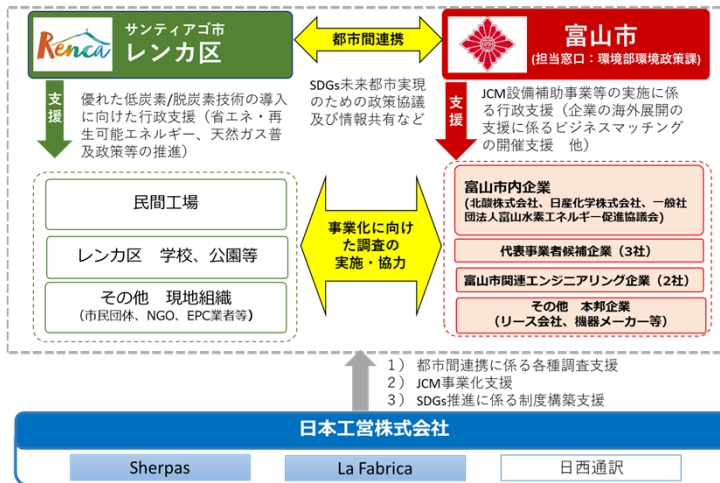 Renca
サンティアゴ市
レンカ区
都市間連携
富山市
(担当窓口：環境部環境政策課)
SDGs未来都市実現
のための政策協議
及び情報共有など
支援
優れた低炭素/脱炭素技術の導入
に向けた行政支援（省エネ・再
生可能エネルギー、天然ガス普
及政策等の推進）
支援
JCM設備補助事業等の実施に係
る行政支援（企業の海外展開の
支援に係るビジネスマッチング
の開催支援　他）
民間工場
レンカ区　学校、公園等
その他　現地組織
（市民団体、NGO、EPC業者等）
事業化に向
けた調査の
実施・協力
富山市内企業
(北酸株式会社、日産化学株式会社、一般社
団法人富山水素エネルギー促進協議会)
代表事業者候補企業（3社）
富山市関連エンジニアリング企業（2社）
その他　本邦企業
（リース会社、機器メーカー等）
１） 都市間連携に係る各種調査支援
２） JCM事業化支援
３） SDGs推進に係る制度構築支援
日本工営株式会社
Sherpas
La Fabrica
日西通訳